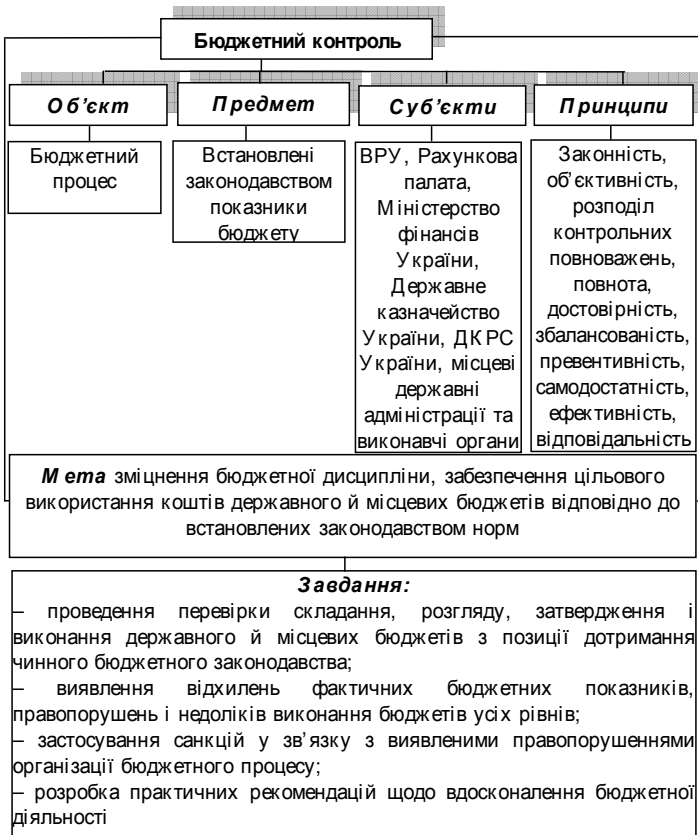 Бюджетний контроль
Об'єкт
Предмет
Суб'єкти
Принципи
Бюджетний
процес
Встановлені
законодавством
показники
бюджету
ВРУ, Рахункова
палата,
Міністерство
фінансів
України,
Державне
казначейство
України, ДКРС
України, місцеві
державні
адміністрації та
виконавчі органи
Законність,
об'єктивність,
розподіл
контрольних
повноважень,
повнота,
достовірність,
збалансованість,
превентивність,
самодостатність,
ефективність,
відповідальність
Мета зміцнення бюджетної дисципліни, забезпечення цільового
використання коштів державного й місцевих бюджетів відповідно до
встановлених законодавством норм
Завдання:
– проведення перевірки складання, розгляду, затвердження і
виконання державного й місцевих бюджетів з позиції дотримання
чинного бюджетного законодавства;
– виявлення відхилень фактичних бюджетних показників,
правопорушень і недоліків виконання бюджетів усіх рівнів;
– застосування санкцій у зв'язку з виявленими правопорушеннями
організації бюджетного процесу;
– розробка практичних рекомендацій щодо вдосконалення бюджетної
діяльності